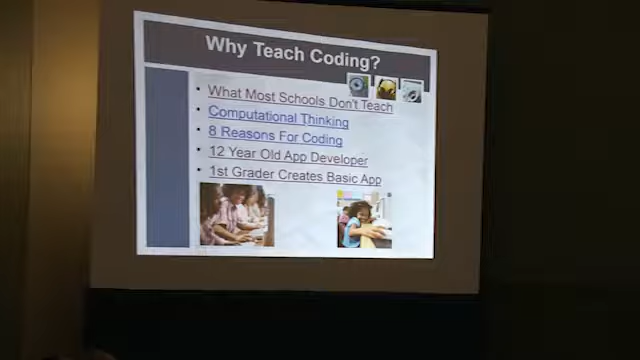 Why Teach Coding?
• What Most Schools Don't Teach
• Computational Thinking
• 8 Reasons For Coding
• 12 Year Old App Developer
• 1st Grader Creates Basic App